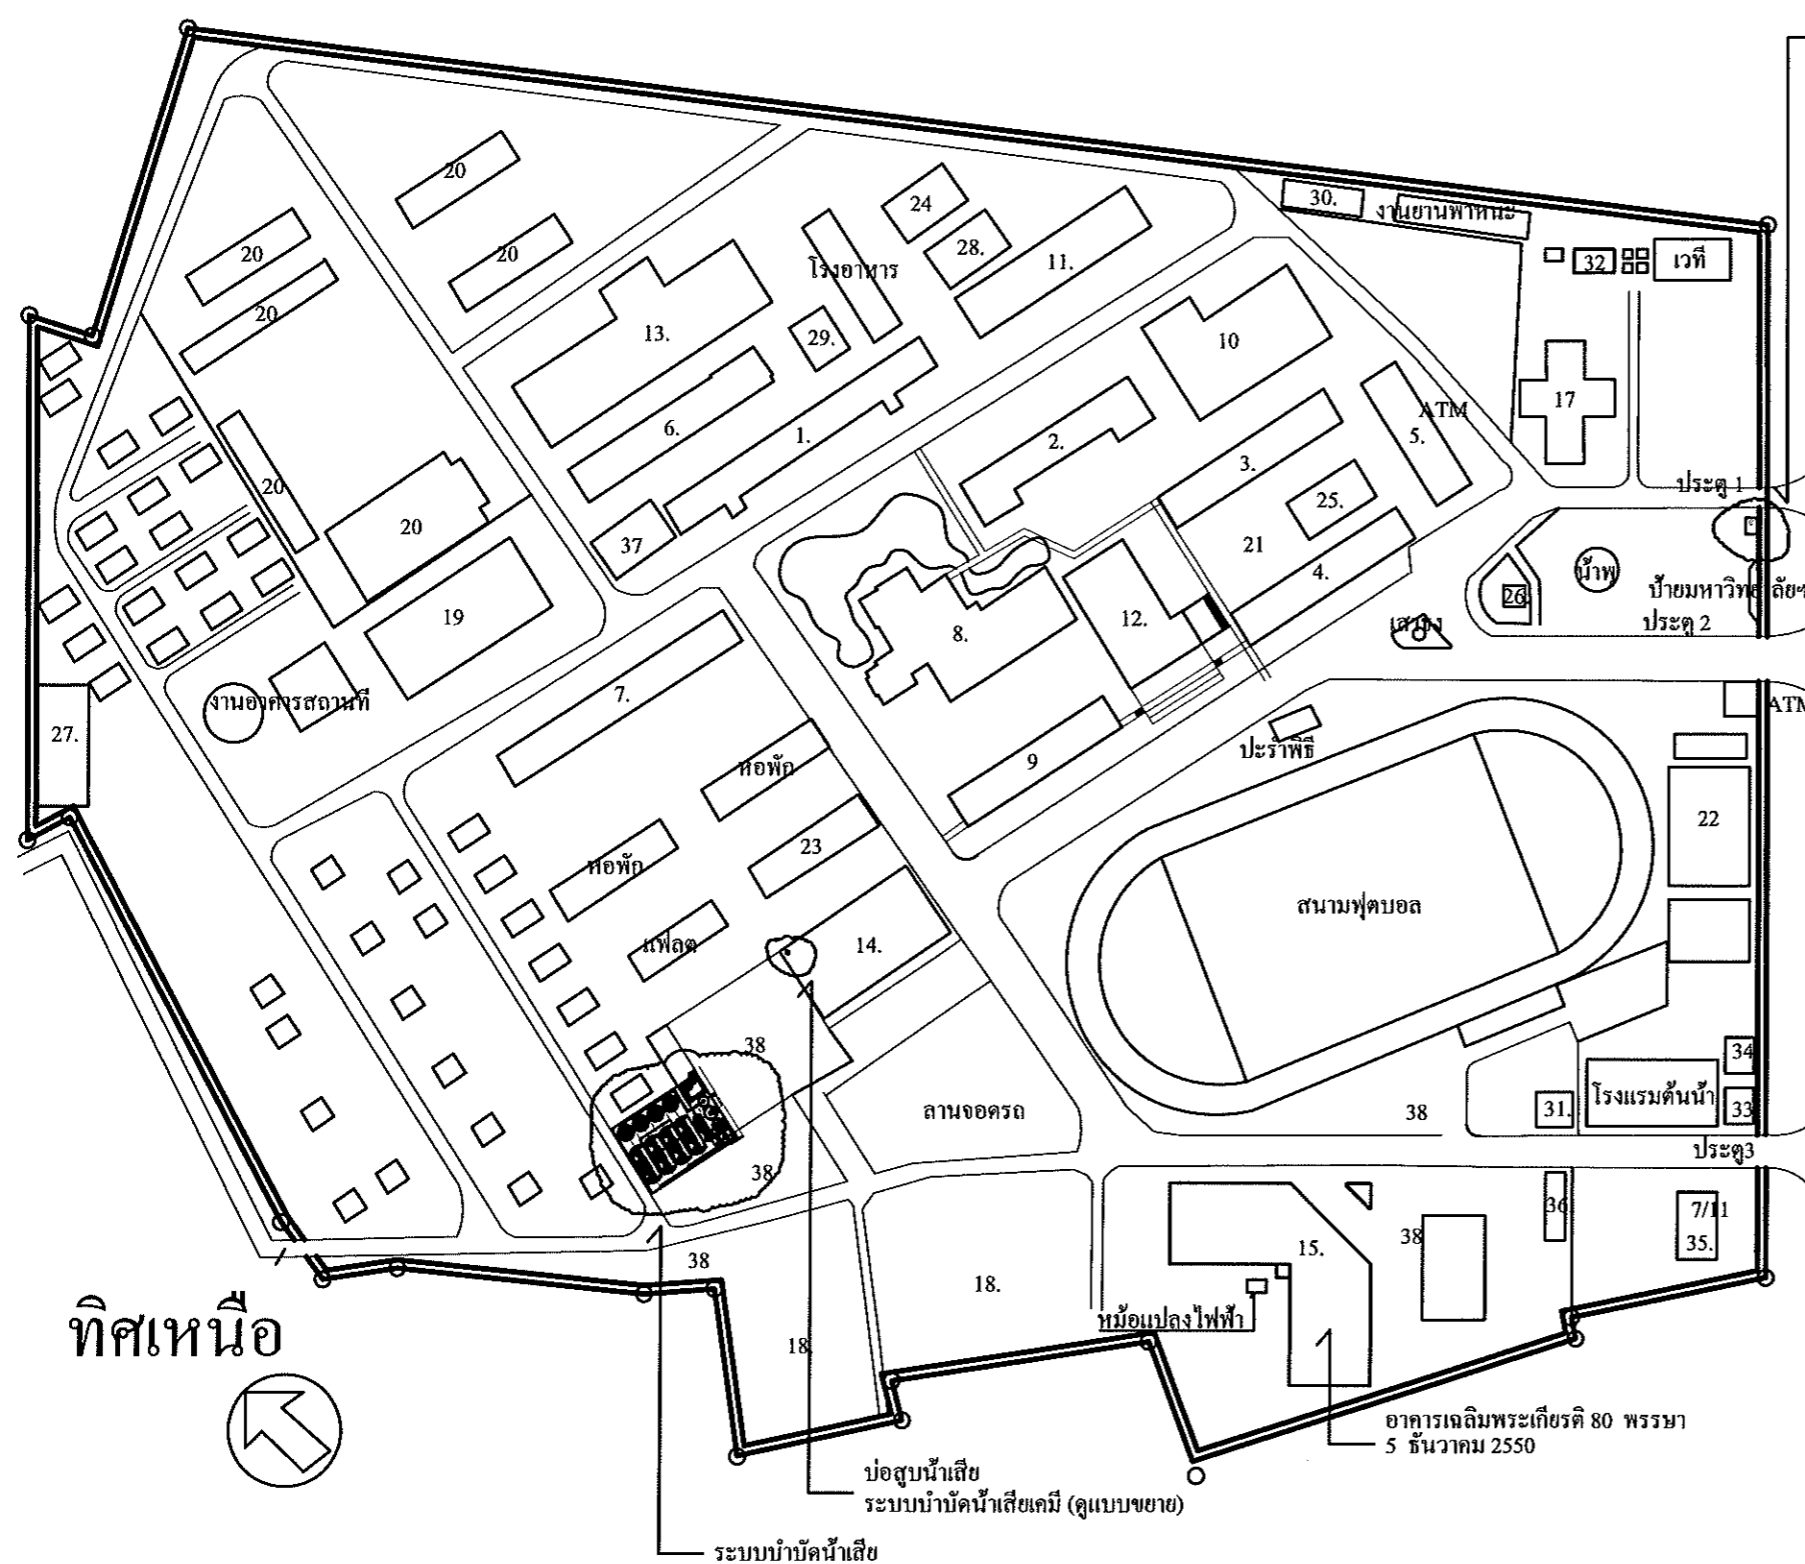 20
24
30.
งานยานพาหนะ
20
20
28.
11.
32
เวที
โรงอาหาร
20
13.
29.
10
17
ATM
6.
1.
2.
5.
3.
20
20
25.
ประตู 1
37
21
4.
น้ำพุ
26.
ป้ายมหาวิทยาลัยฯ
เสาธง
ประตู 2
19
8.
12.
7.
งานอาคารสถานที่
ATM
27.
ปะรำพิธี
หอพัก
9
22
23
หอพัก
สนามฟุตบอล
แฟลต
14.
38
34
ลานจอดรถ
38
31.
โรงแรมต้นน้ำ
33
ประตู3
38
36.
7/11
38
18.
15.
38
35.
หม้อแปลงไฟฟ้า
18.
ทิศเหนือ
อาคารเฉลิมพระเกียรติ 80 พรรษา
5 ธันวาคม 2550
บ่อสูบน้ำเสีย
ระบบบำบัดน้ำเสียเคมี (ดูแบบขยาย)
ระบบบำบัดน้ำเสีย